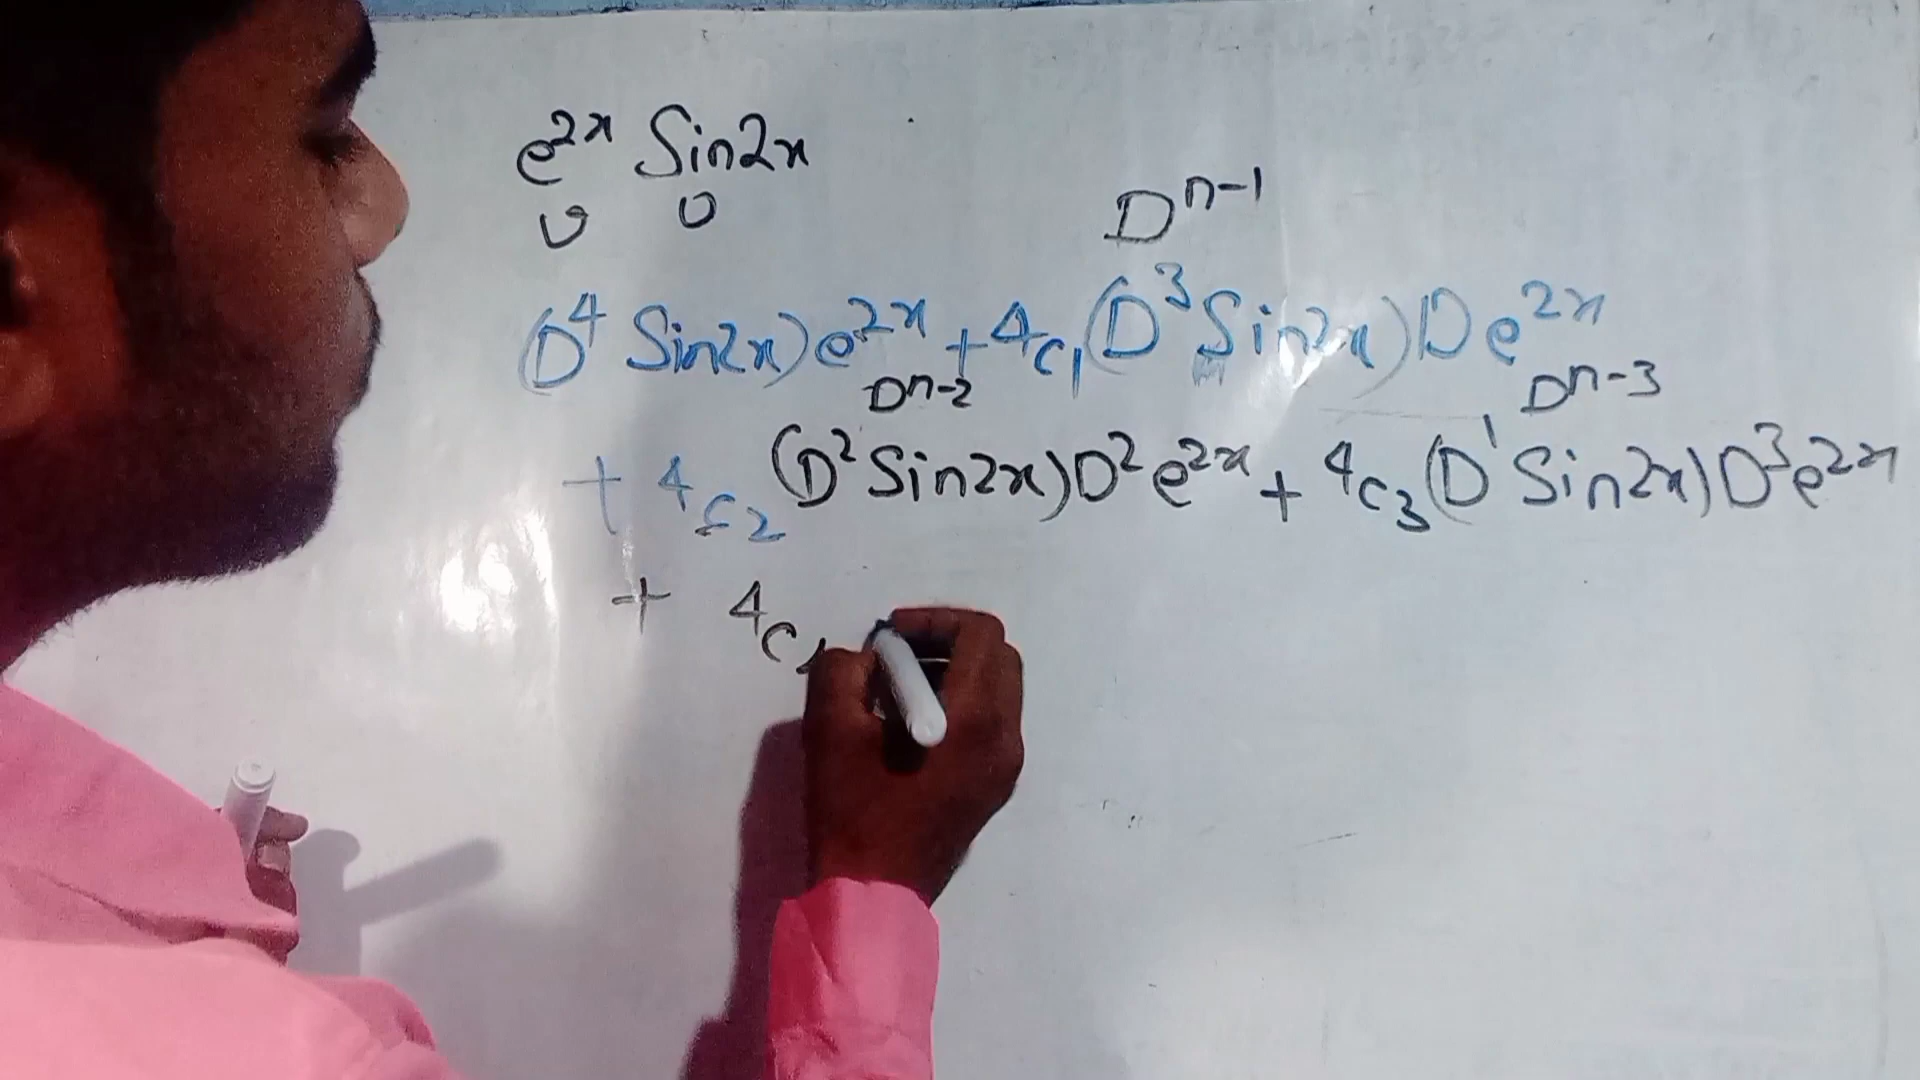 e^2x Sin2x
υ υ
D^n-1
(D^4 Sin2x)e^2x + 4c1(D^3 Sin2x)De^2x
D^n-2 D^n-3
+ 4c2 (D^2 Sin2x)D^2 e^2x + 4c3(D^1 Sin2x)D^3 e^2x
+ 4c